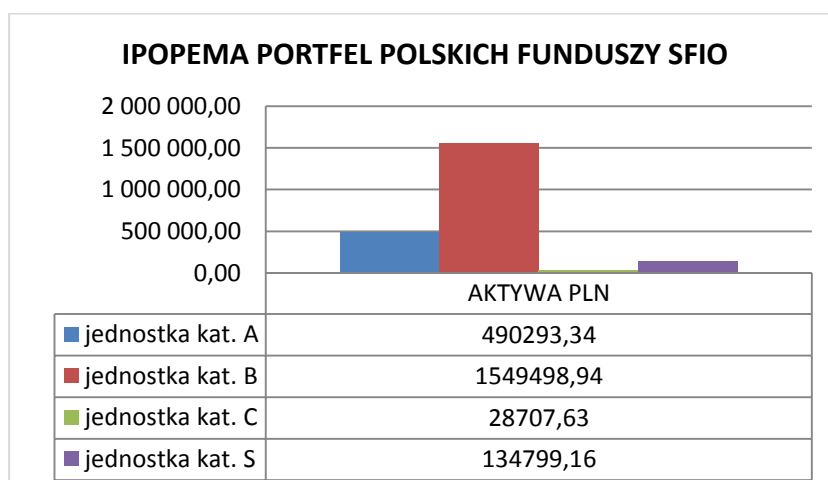 IPOPEMA PORTFEL POLSKICH FUNDUSZY SFIO
2 000 000,00
1 500 000,00
1 000 000,00
500 000,00
0,00
AKTYWA PLN
jednostka kat. A 490293,34
jednostka kat. B 1549498,94
jednostka kat. C 28707,63
jednostka kat. S 134799,16